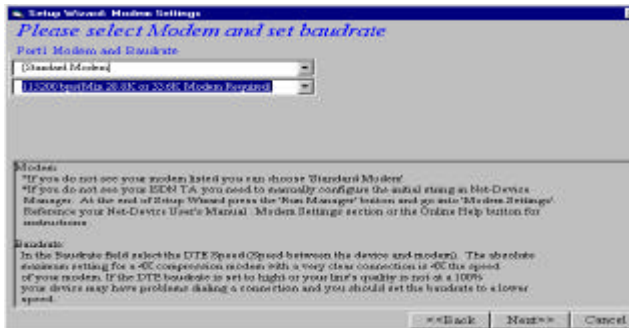 Setup Wizard: Modem Settings
Please select Modem and set baudrate
Port1 Modem and Baudrate
(Standard Modem)
115200 bps(Min 28.8K or 33.6K Modem Required)
Modem:
*If you do not see your modem listed you can choose 'Standard Modem'
*If you do not see your ISDN TA you need to manually configure the initial string in Net-Device
Manager. At the end of Setup Wizard press the 'Run Manager' button and go into 'Modem Settings'.
Reference your Net-Device User's Manual: Modem Settings section or the Online Help button for
instructions.
Baudrate:
In the Baudrate field select the DTE Speed(Speed between the device and modem). The absolute
maximum setting for a 4X compression modem with a very clear connection is 4X the speed
of your modem. If the DTE baudrate is set to high or your line's quality is not at a 100%
your device may have problems dialing a connection and you should set the baudrate to a lower
speed.
<<Back
Next>>
Cancel